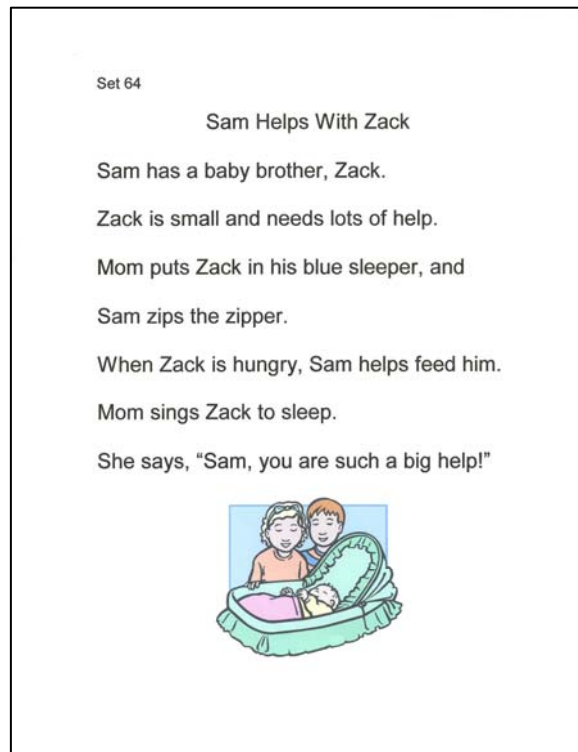 Set 64
Sam Helps With Zack
Sam has a baby brother, Zack.
Zack is small and needs lots of help.
Mom puts Zack in his blue sleeper, and
Sam zips the zipper.
When Zack is hungry, Sam helps feed him.
Mom sings Zack to sleep.
She says, “Sam, you are such a big help!”